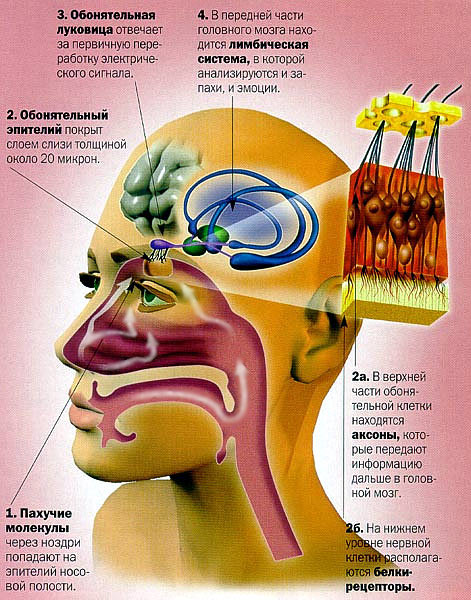 3. Обонятельная
луковица отвечает
за первичную пере-
работку электриче-
ского сигнала.
4. В передней части
головного мозга нахо-
дится лимбическая
система, в которой
анализируются и за-
пахи, и эмоции.
2. Обонятельный
эпителий покрыт
слоем слизи толщиной
около 20 микрон.
2а. В верхней
части обоня-
тельной клетки
находятся
аксоны, кото-
рые передают
информацию
дальше в голов-
ной мозг.
1. Пахучие
молекулы
через ноздри
попадают на
эпителий носо-
вой полости.
2б. На нижнем
уровне нервной
клетки располага-
ются белки-
рецепторы.